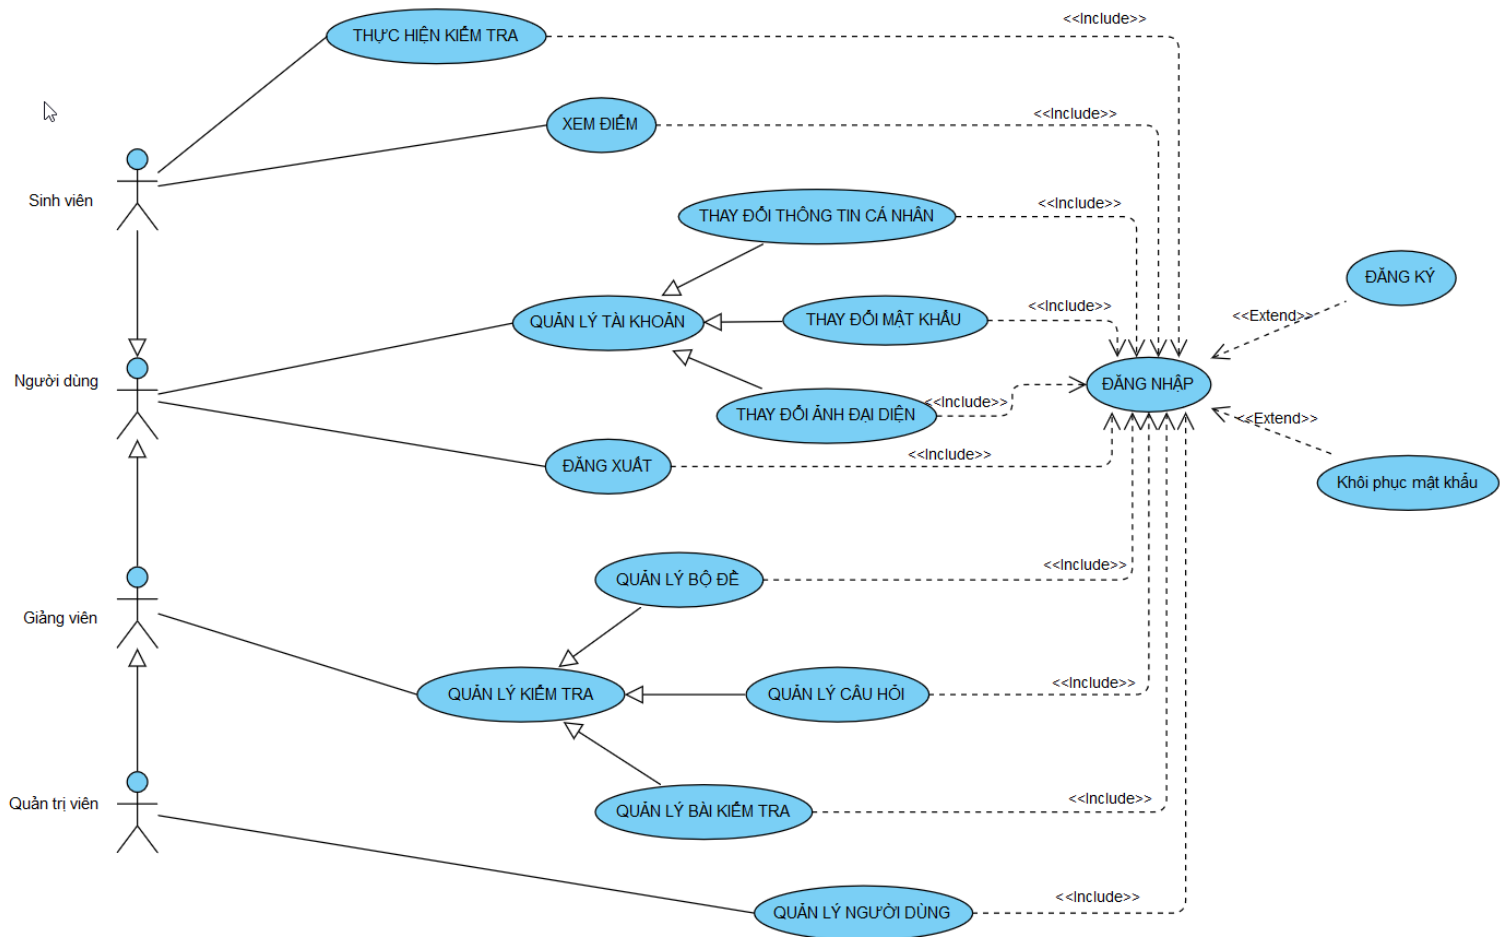 <<Include>>
THỰC HIỆN KIỂM TRA
<<Include>>
XEM ĐIỂM
Sinh viên
<<Include>>
THAY ĐỔI THÔNG TIN CÁ NHÂN
ĐĂNG KÝ
<<Include>>
<<Extend>>
QUẢN LÝ TÀI KHOẢN
THAY ĐỔI MẬT KHẨU
Người dùng
ĐĂNG NHẬP
<<Include>>
THAY ĐỔI ẢNH ĐẠI DIỆN
<<Extend>>
<<Include>>
ĐĂNG XUẤT
Khôi phục mật khẩu
<<Include>>
QUẢN LÝ BỘ ĐỀ
Giảng viên
<<Include>>
QUẢN LÝ KIỂM TRA
QUẢN LÝ CÂU HỎI
<<Include>>
Quản trị viên
QUẢN LÝ BÀI KIỂM TRA
<<Include>>
QUẢN LÝ NGƯỜI DÙNG